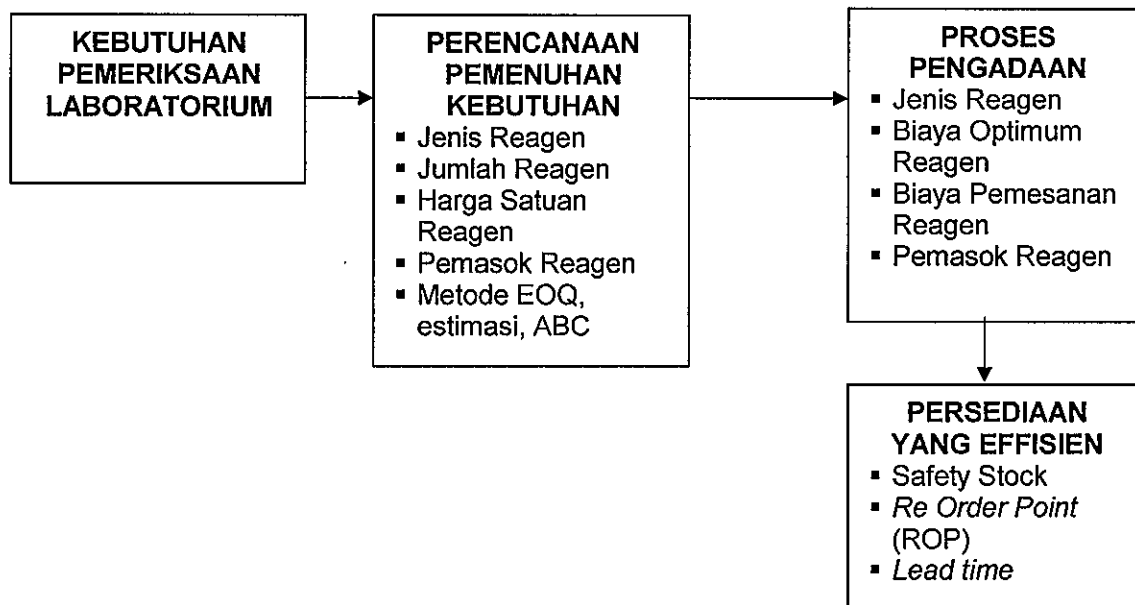 KEBUTUHAN
PEMERIKSAAN
LABORATORIUM
PERENCANAAN
PEMENUHAN
KEBUTUHAN
▪ Jenis Reagen
▪ Jumlah Reagen
▪ Harga Satuan
Reagen
▪ Pemasok Reagen
▪ Metode EOQ,
estimasi, ABC
PROSES
PENGADAAN
▪ Jenis Reagen
▪ Biaya Optimum
Reagen
▪ Biaya Pemesanan
Reagen
▪ Pemasok Reagen
PERSEDIAAN
YANG EFFISIEN
▪ Safety Stock
▪ Re Order Point
(ROP)
▪ Lead time